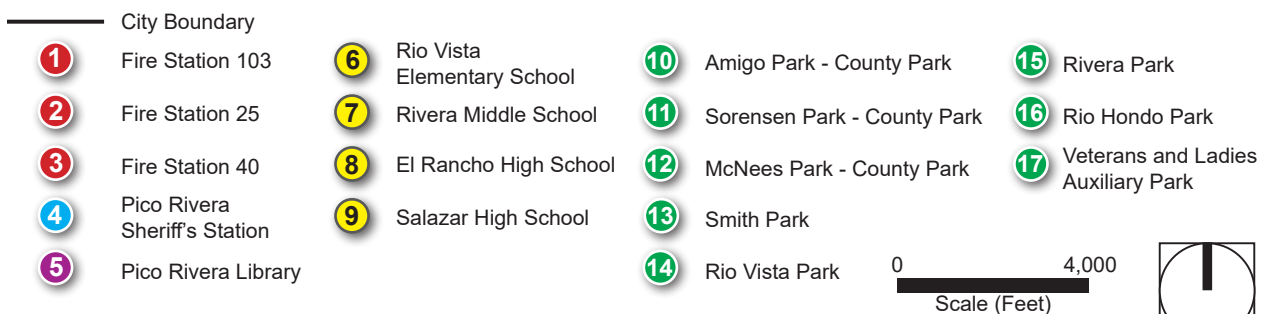 City Boundary
1 Fire Station 103
2 Fire Station 25
3 Fire Station 40
4 Pico Rivera
Sheriff's Station
5 Pico Rivera Library
6 Rio Vista
Elementary School
7 Rivera Middle School
8 El Rancho High School
9 Salazar High School
10 Amigo Park - County Park
11 Sorensen Park - County Park
12 McNees Park - County Park
13 Smith Park
14 Rio Vista Park
15 Rivera Park
16 Rio Hondo Park
17 Veterans and Ladies
Auxiliary Park
0 4,000
Scale (Feet)